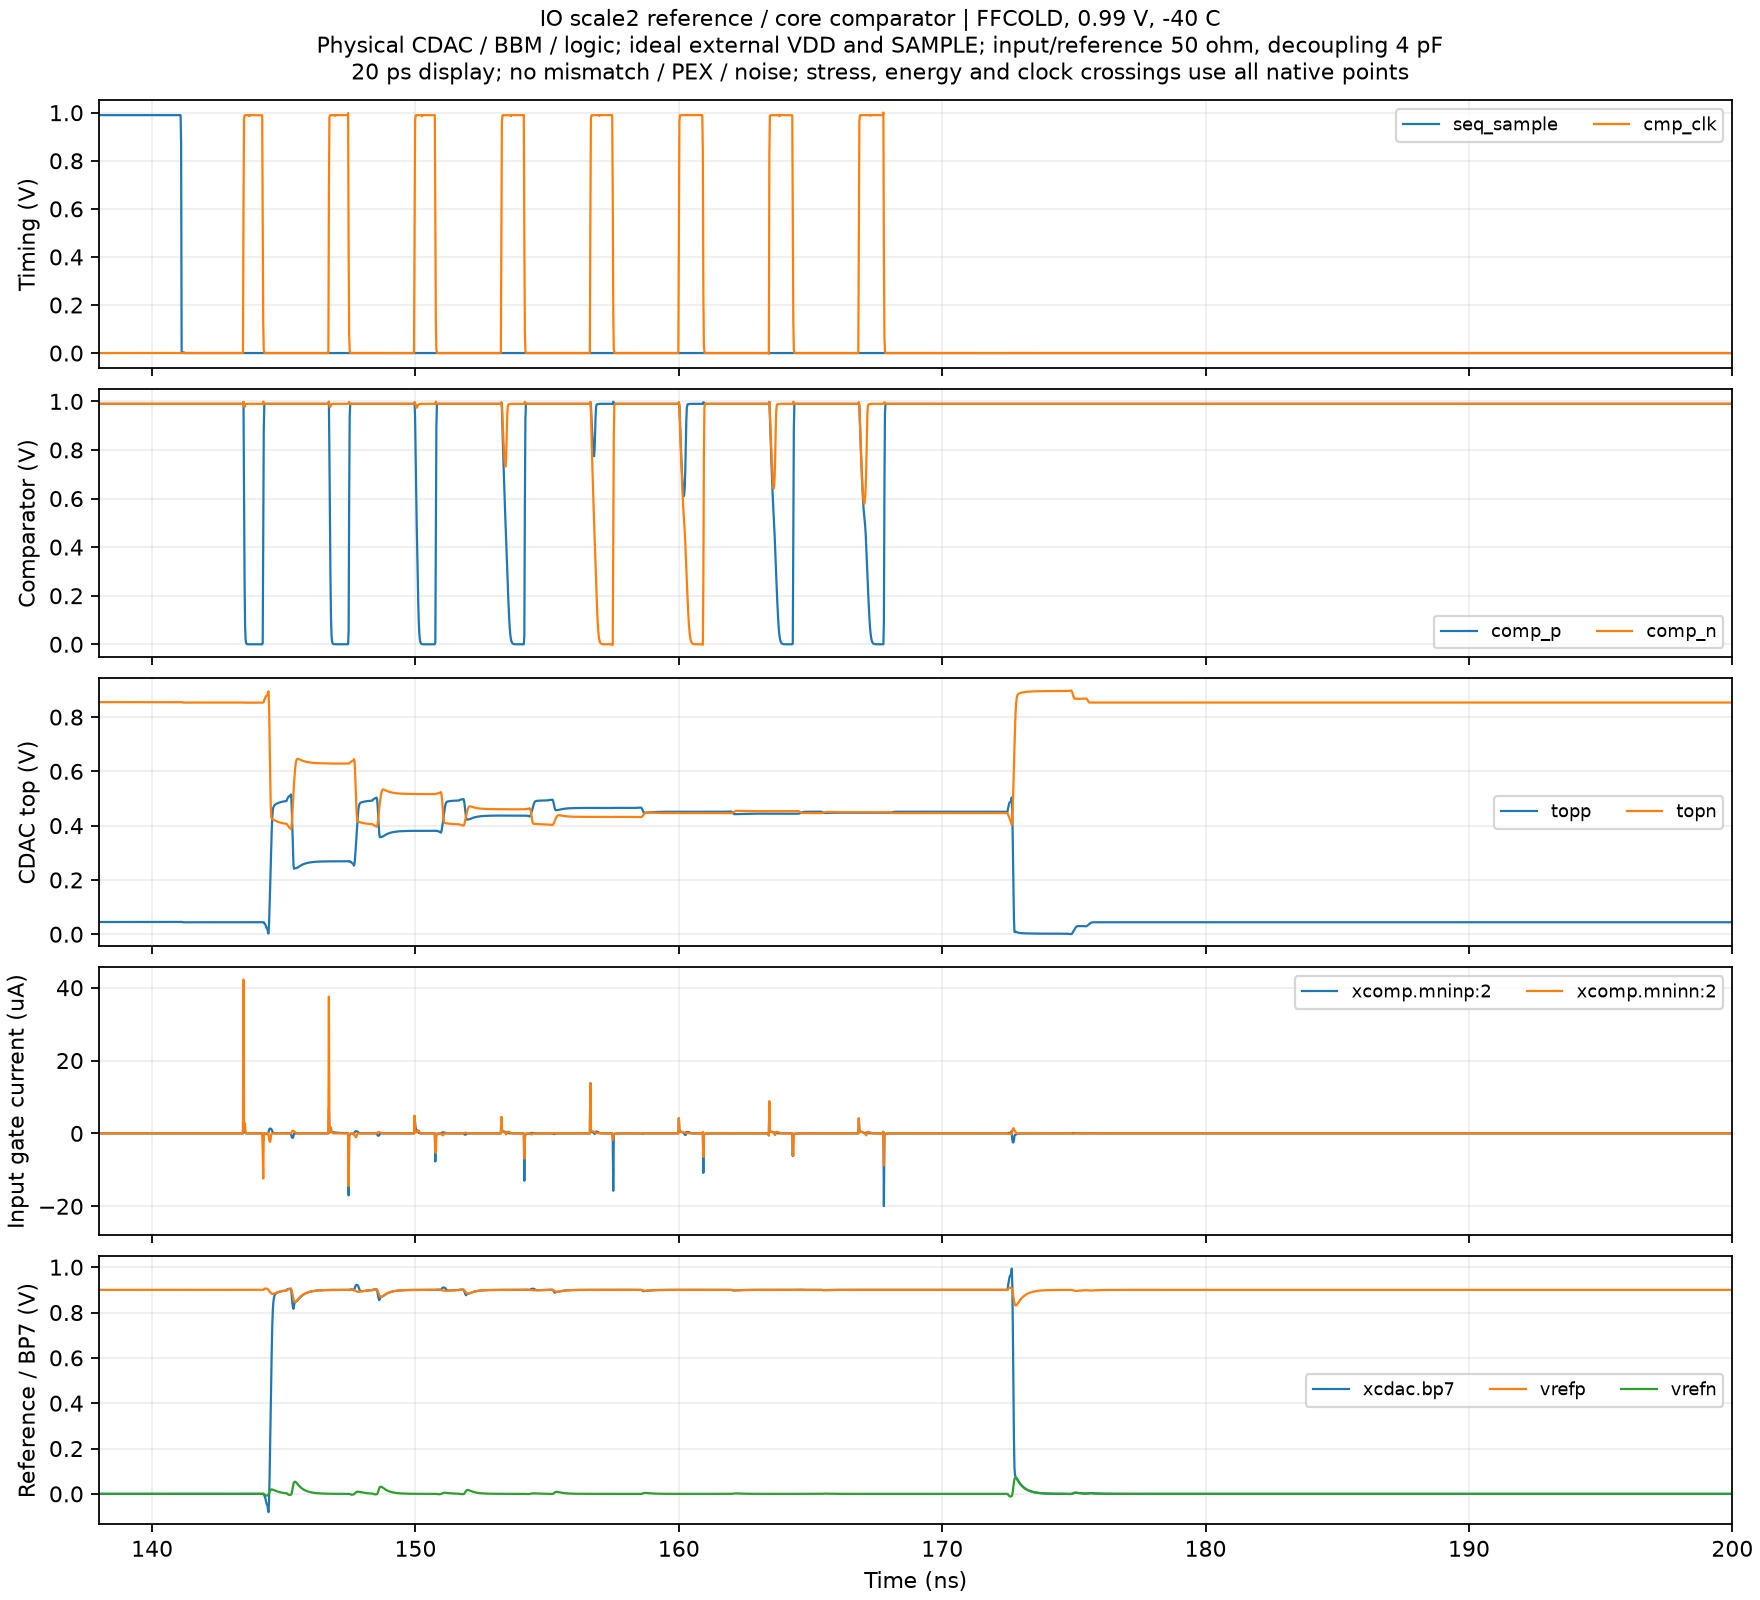 IO scale2 reference / core comparator | FFCOLD, 0.99 V, -40 C
Physical CDAC / BBM / logic; ideal external VDD and SAMPLE; input/reference 50 ohm, decoupling 4 pF
20 ps display; no mismatch / PEX / noise; stress, energy and clock crossings use all native points
Timing (V)
1.0
0.8
0.6
0.4
0.2
0.0
seq_sample
cmp_clk
Comparator (V)
1.0
0.8
0.6
0.4
0.2
0.0
comp_p
comp_n
CDAC top (V)
0.8
0.6
0.4
0.2
0.0
topp
topn
Input gate current (uA)
40
20
0
−20
xcomp.mninp:2
xcomp.mninn:2
Reference / BP7 (V)
1.0
0.8
0.6
0.4
0.2
0.0
xcdac.bp7
vrefp
vrefn
140
150
160
170
180
190
200
Time (ns)